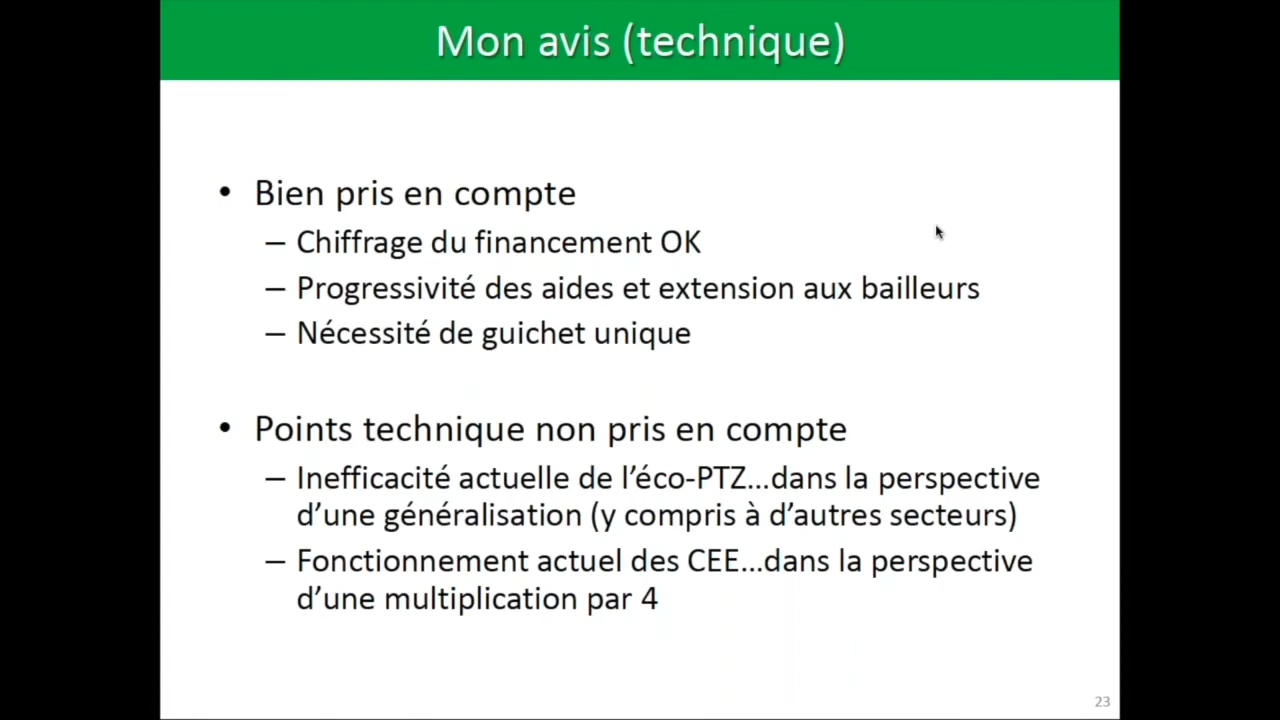 Mon avis (technique)
• Bien pris en compte
– Chiffrage du financement OK
– Progressivité des aides et extension aux bailleurs
– Nécessité de guichet unique
• Points technique non pris en compte
– Inefficacité actuelle de l’éco-PTZ...dans la perspective
d’une généralisation (y compris à d’autres secteurs)
– Fonctionnement actuel des CEE...dans la perspective
d’une multiplication par 4
23